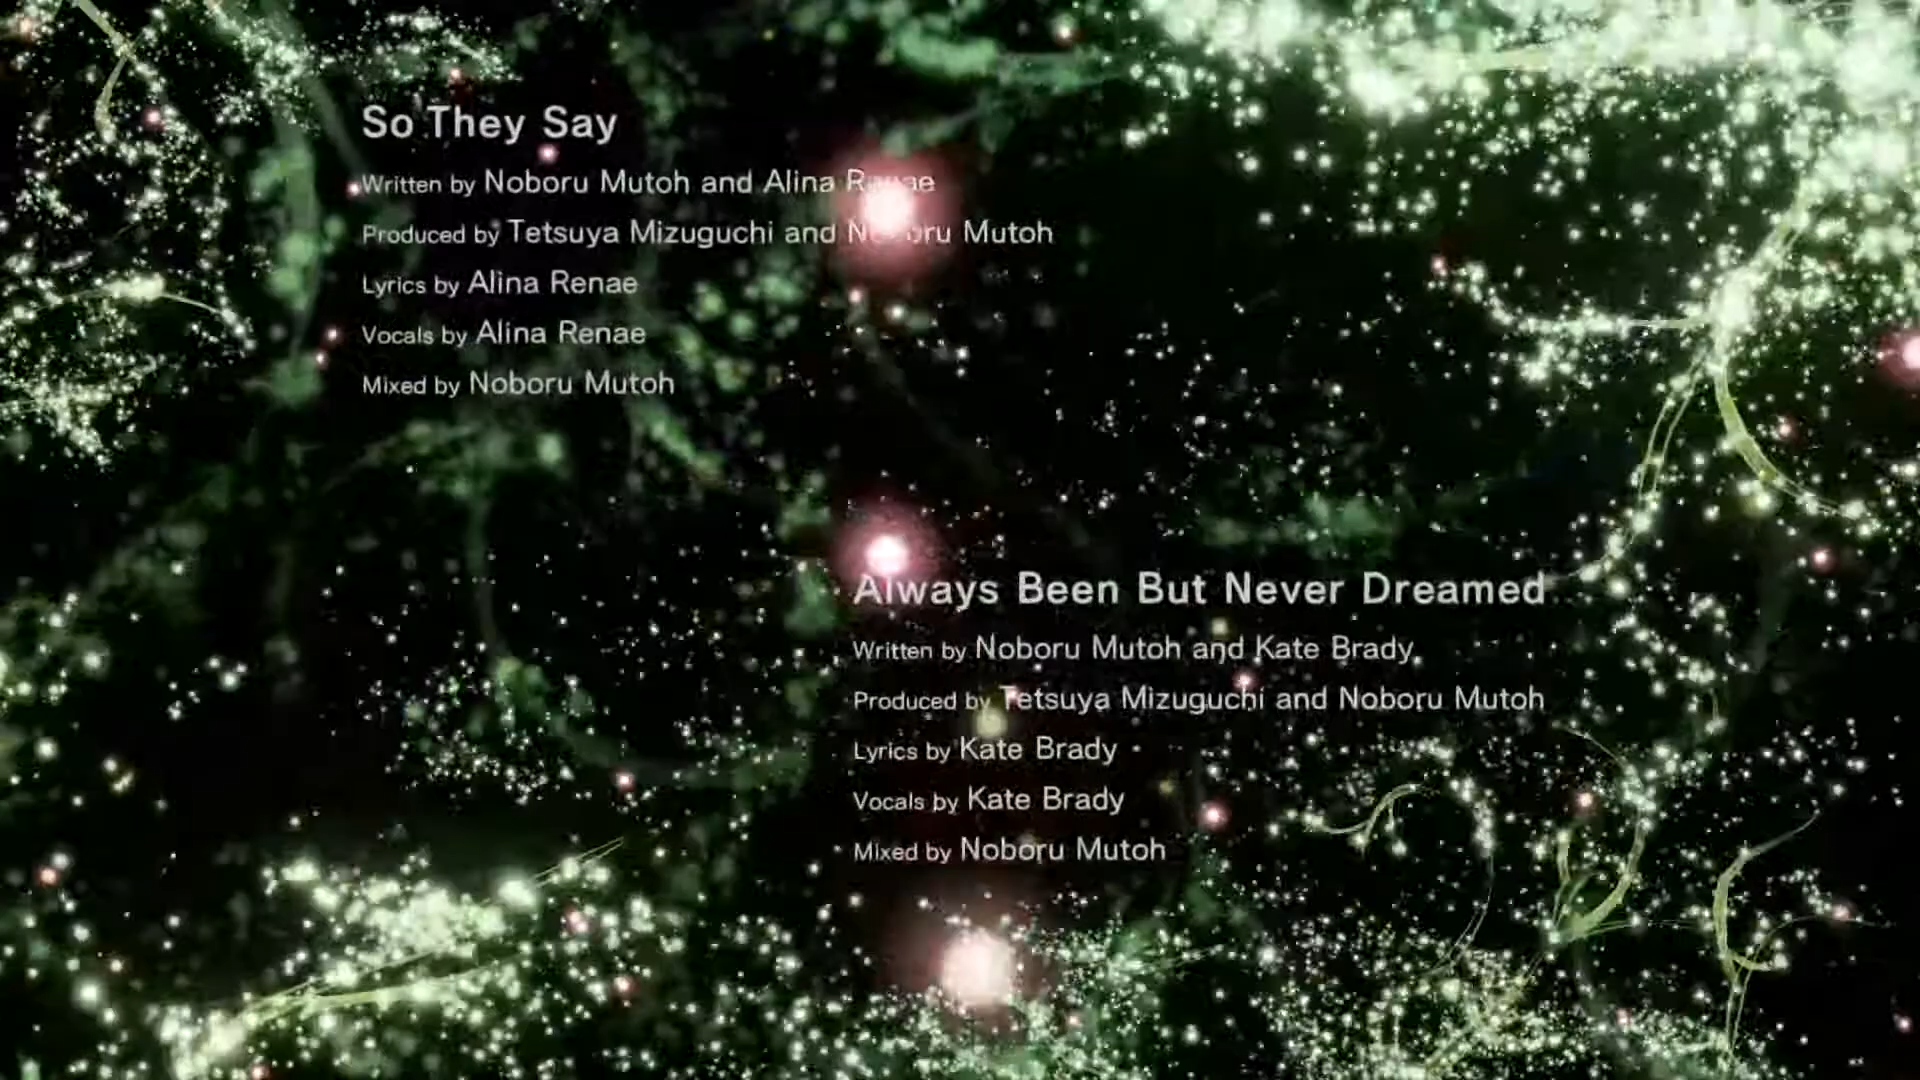 So They Say
Written by Noboru Mutoh and Alina Renae
Produced by Tetsuya Mizuguchi and Noboru Mutoh
Lyrics by Alina Renae
Vocals by Alina Renae
Mixed by Noboru Mutoh
Always Been But Never Dreamed
Written by Noboru Mutoh and Kate Brady
Produced by Tetsuya Mizuguchi and Noboru Mutoh
Lyrics by Kate Brady
Vocals by Kate Brady
Mixed by Noboru Mutoh